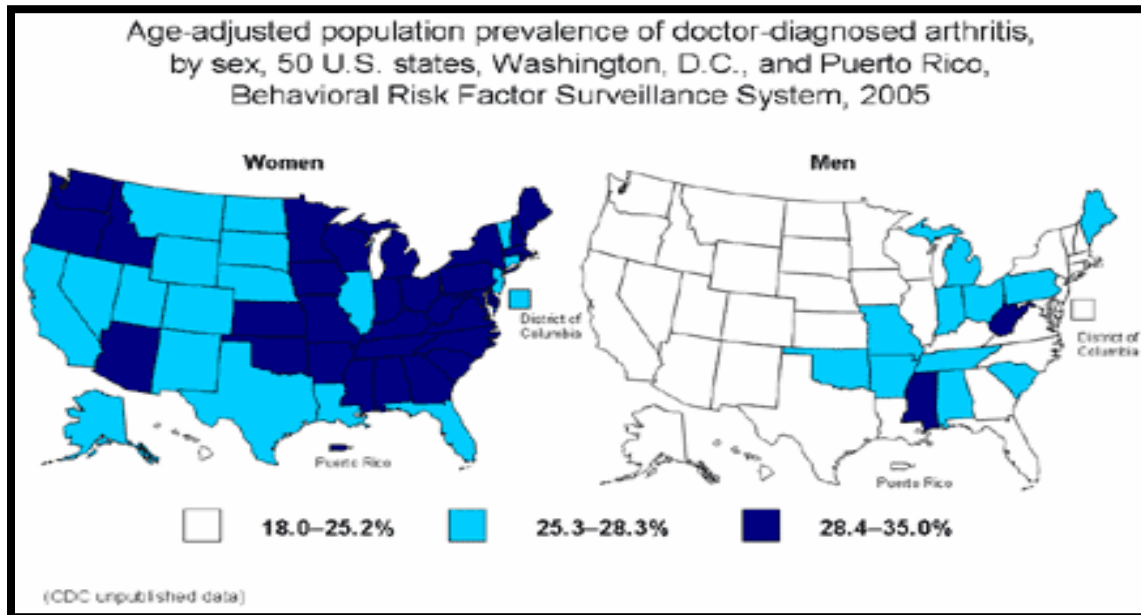 Age-adjusted population prevalence of doctor-diagnosed arthritis,
by sex, 50 U.S. states, Washington, D.C., and Puerto Rico,
Behavioral Risk Factor Surveillance System, 2005
Women
Men
District of
Columbia
District of
Columbia
Puerto Rico
Puerto Rico
18.0–25.2%
25.3–28.3%
28.4–35.0%
(CDC unpublished data)